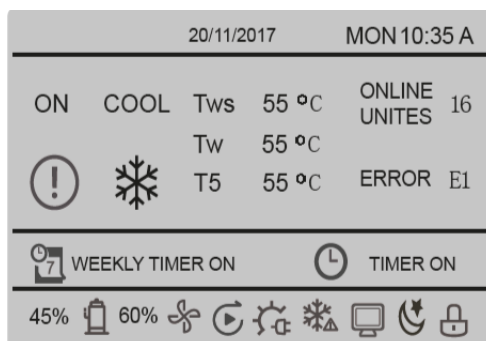 20/11/2017 MON 10:35 A
ON COOL Tws 55 °C ONLINE UNITES 16
Tw 55 °C
! T5 55 °C ERROR E1
7 WEEKLY TIMER ON TIMER ON
45% 60%